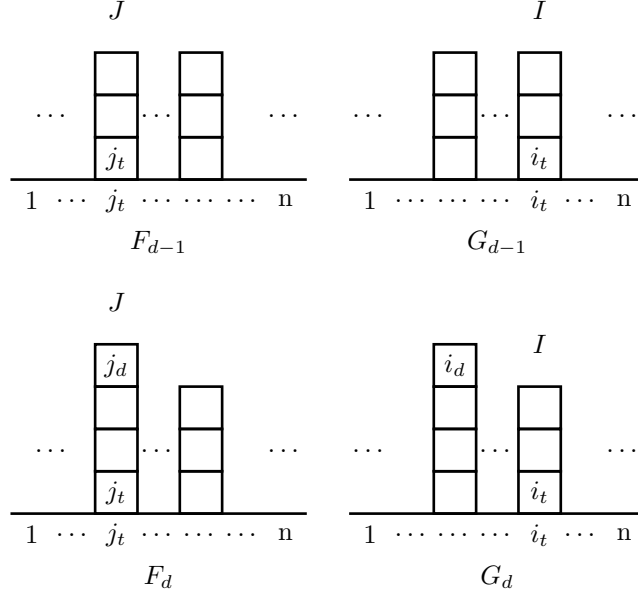 J I
… … … … … …
j_t i_t
1 … j_t … … … n 1 … … … i_t … n
F_{d-1} G_{d-1}
J
j_d i_d I
… … … … … …
j_t i_t
1 … j_t … … … n 1 … … … i_t … n
F_d G_d